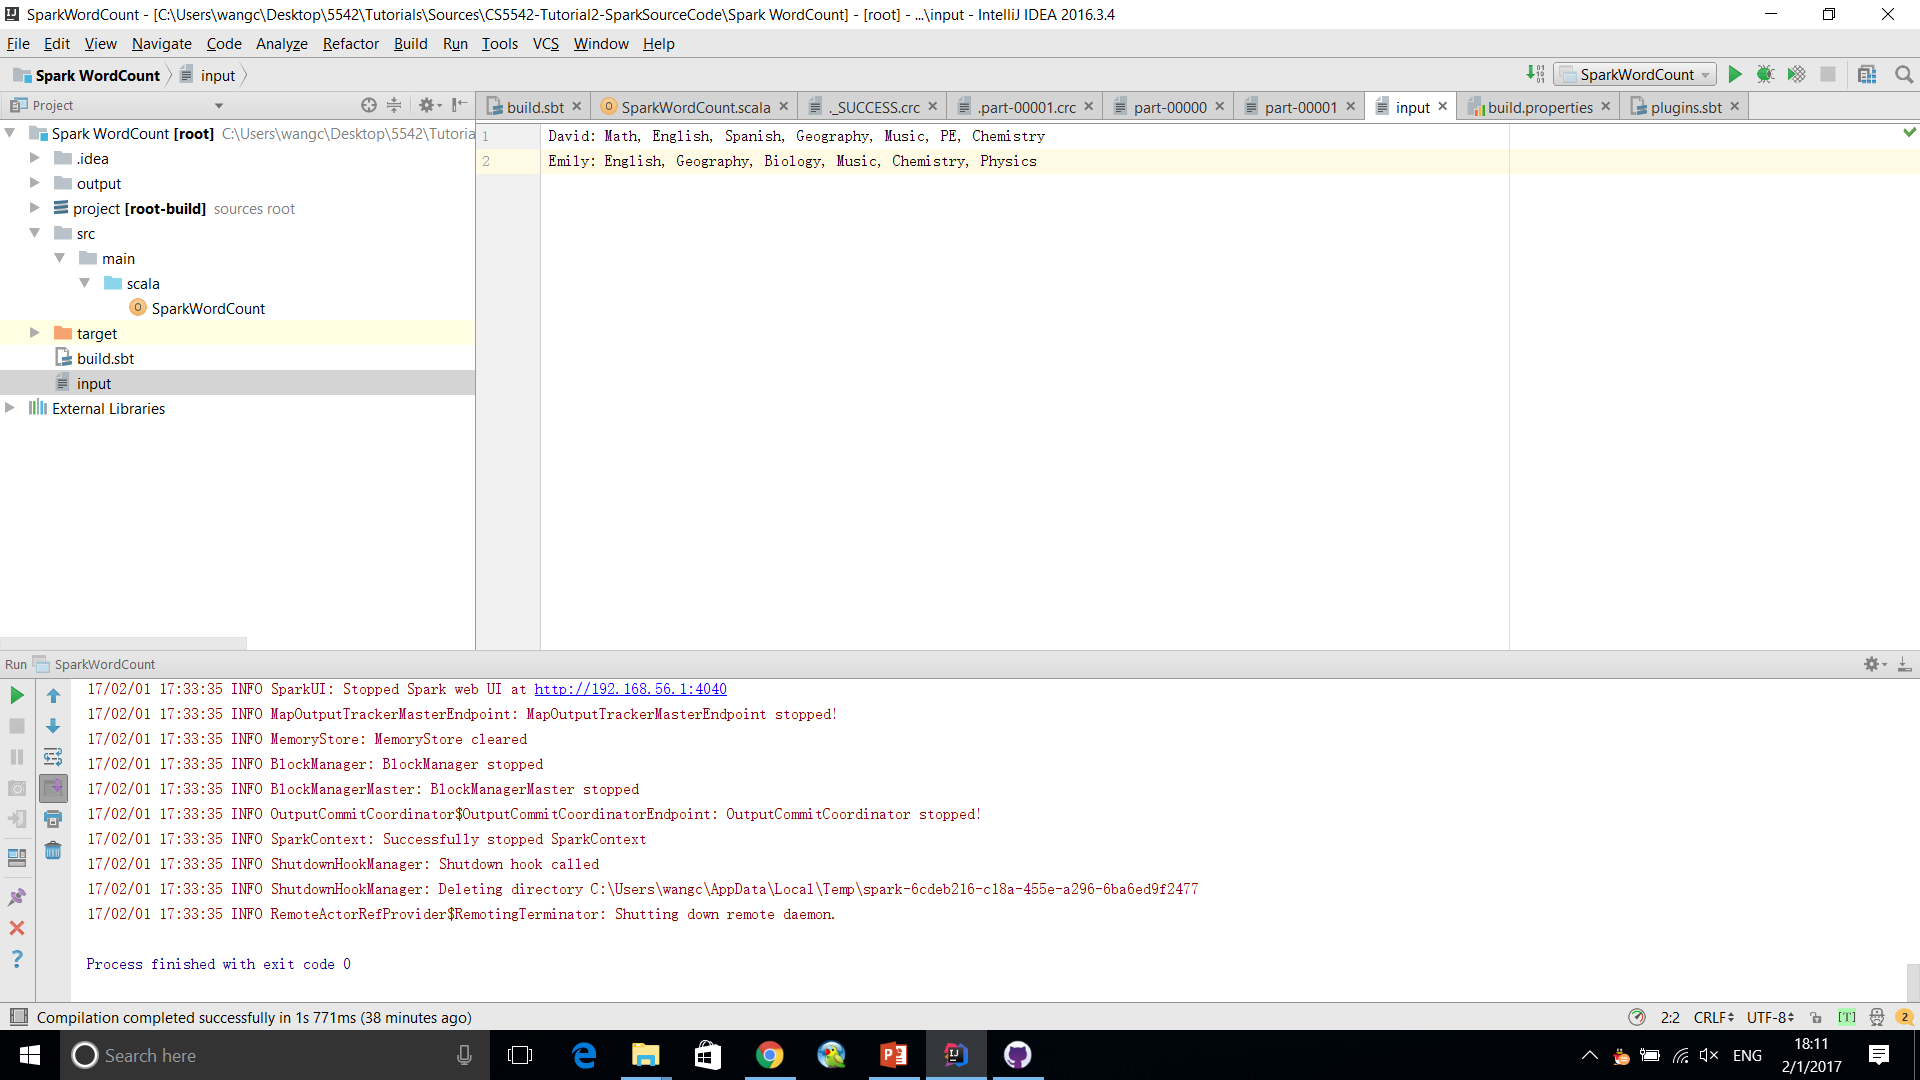 SparkWordCount - [C:\Users\wangc\Desktop\5542\Tutorials\Sources\CS5542-Tutorial2-SparkSourceCode\Spark WordCount] - [root] - ...\input - IntelliJ IDEA 2016.3.4
File Edit View Navigate Code Analyze Refactor Build Run Tools VCS Window Help
Spark WordCount input
SparkWordCount
Project
build.sbt SparkWordCount.scala ._SUCCESS.crc .part-00001.crc part-00000 part-00001 input build.properties plugins.sbt
Spark WordCount [root] C:\Users\wangc\Desktop\5542\Tutoria
.idea
output
project [root-build] sources root
src
main
scala
SparkWordCount
target
build.sbt
input
External Libraries
1 David: Math, English, Spanish, Geography, Music, PE, Chemistry
2 Emily: English, Geography, Biology, Music, Chemistry, Physics
Run SparkWordCount
17/02/01 17:33:35 INFO SparkUI: Stopped Spark web UI at http://192.168.56.1:4040
17/02/01 17:33:35 INFO MapOutputTrackerMasterEndpoint: MapOutputTrackerMasterEndpoint stopped!
17/02/01 17:33:35 INFO MemoryStore: MemoryStore cleared
17/02/01 17:33:35 INFO BlockManager: BlockManager stopped
17/02/01 17:33:35 INFO BlockManagerMaster: BlockManagerMaster stopped
17/02/01 17:33:35 INFO OutputCommitCoordinator$OutputCommitCoordinatorEndpoint: OutputCommitCoordinator stopped!
17/02/01 17:33:35 INFO SparkContext: Successfully stopped SparkContext
17/02/01 17:33:35 INFO ShutdownHookManager: Shutdown hook called
17/02/01 17:33:35 INFO ShutdownHookManager: Deleting directory C:\Users\wangc\AppData\Local\Temp\spark-6cdeb216-c18a-455e-a296-6ba6ed9f2477
17/02/01 17:33:35 INFO RemoteActorRefProvider$RemotingTerminator: Shutting down remote daemon.
Process finished with exit code 0
Compilation completed successfully in 1s 771ms (38 minutes ago)
2:2 CRLF UTF-8 [T] 2
Search here
ENG
18:11
2/1/2017